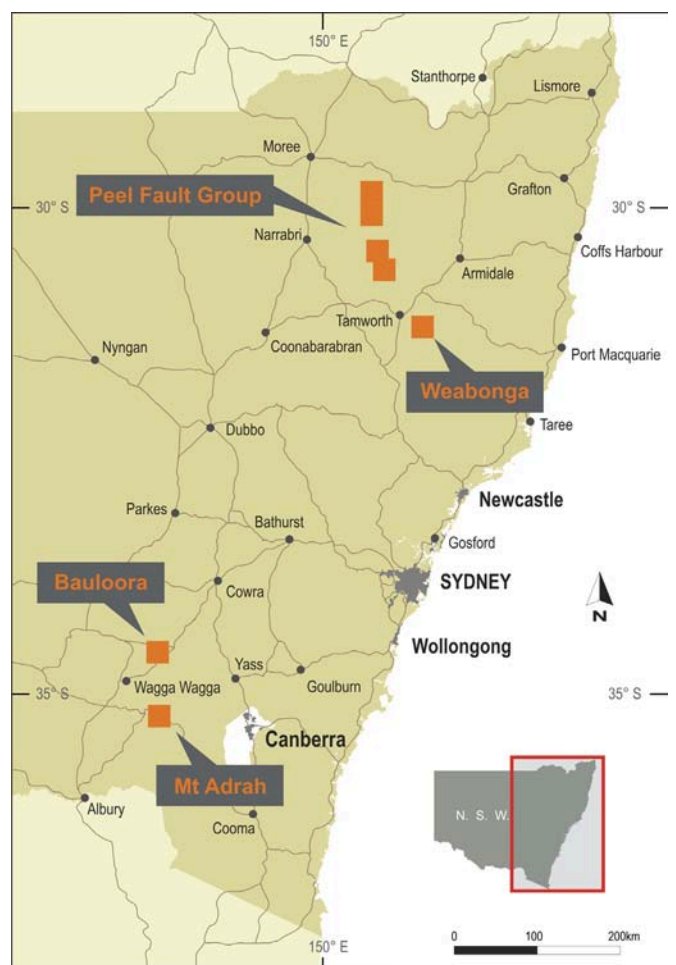 150° E
Stanthorpe
Lismore
Moree
Peel Fault Group
Grafton
30° S
30° S
Narrabri
Coffs Harbour
Armidale
Tamworth
Nyngan
Coonabarabran
Port Macquarie
Weabonga
Dubbo
Taree
Newcastle
Parkes
Bathurst
Gosford
Bauloora
SYDNEY
Cowra
N
Wollongong
Yass
Wagga Wagga
Goulburn
35° S
35° S
Canberra
Mt Adrah
Albury
Cooma
N. S. W.
0
100
200km
150° E